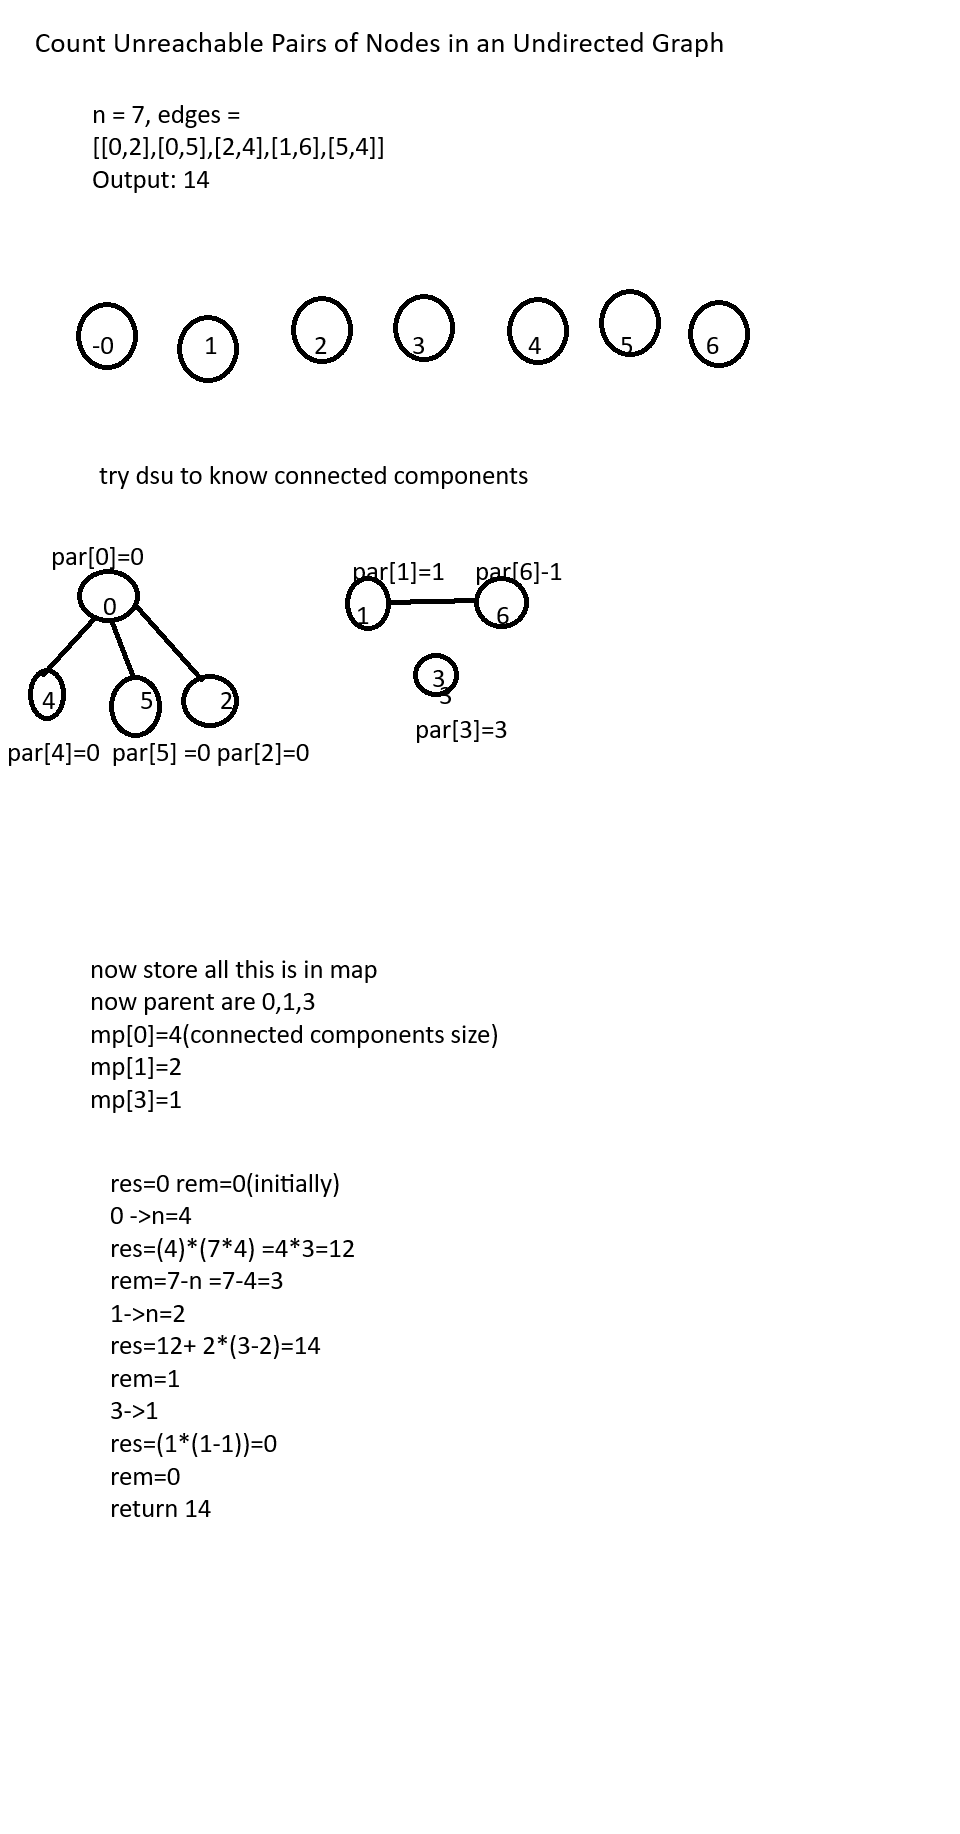 Count Unreachable Pairs of Nodes in an Undirected Graph
n = 7, edges =
[[0,2],[0,5],[2,4],[1,6],[5,4]]
Output: 14
-0 1 2 3 4 5 6
try dsu to know connected components
par[0]=0
0
4 5 2
par[4]=0 par[5] =0 par[2]=0
par[1]=1 par[6]-1
1 6
3
3
par[3]=3
now store all this is in map
now parent are 0,1,3
mp[0]=4(connected components size)
mp[1]=2
mp[3]=1
res=0 rem=0(initially)
0 ->n=4
res=(4)*(7*4) =4*3=12
rem=7-n =7-4=3
1->n=2
res=12+ 2*(3-2)=14
rem=1
3->1
res=(1*(1-1))=0
rem=0
return 14